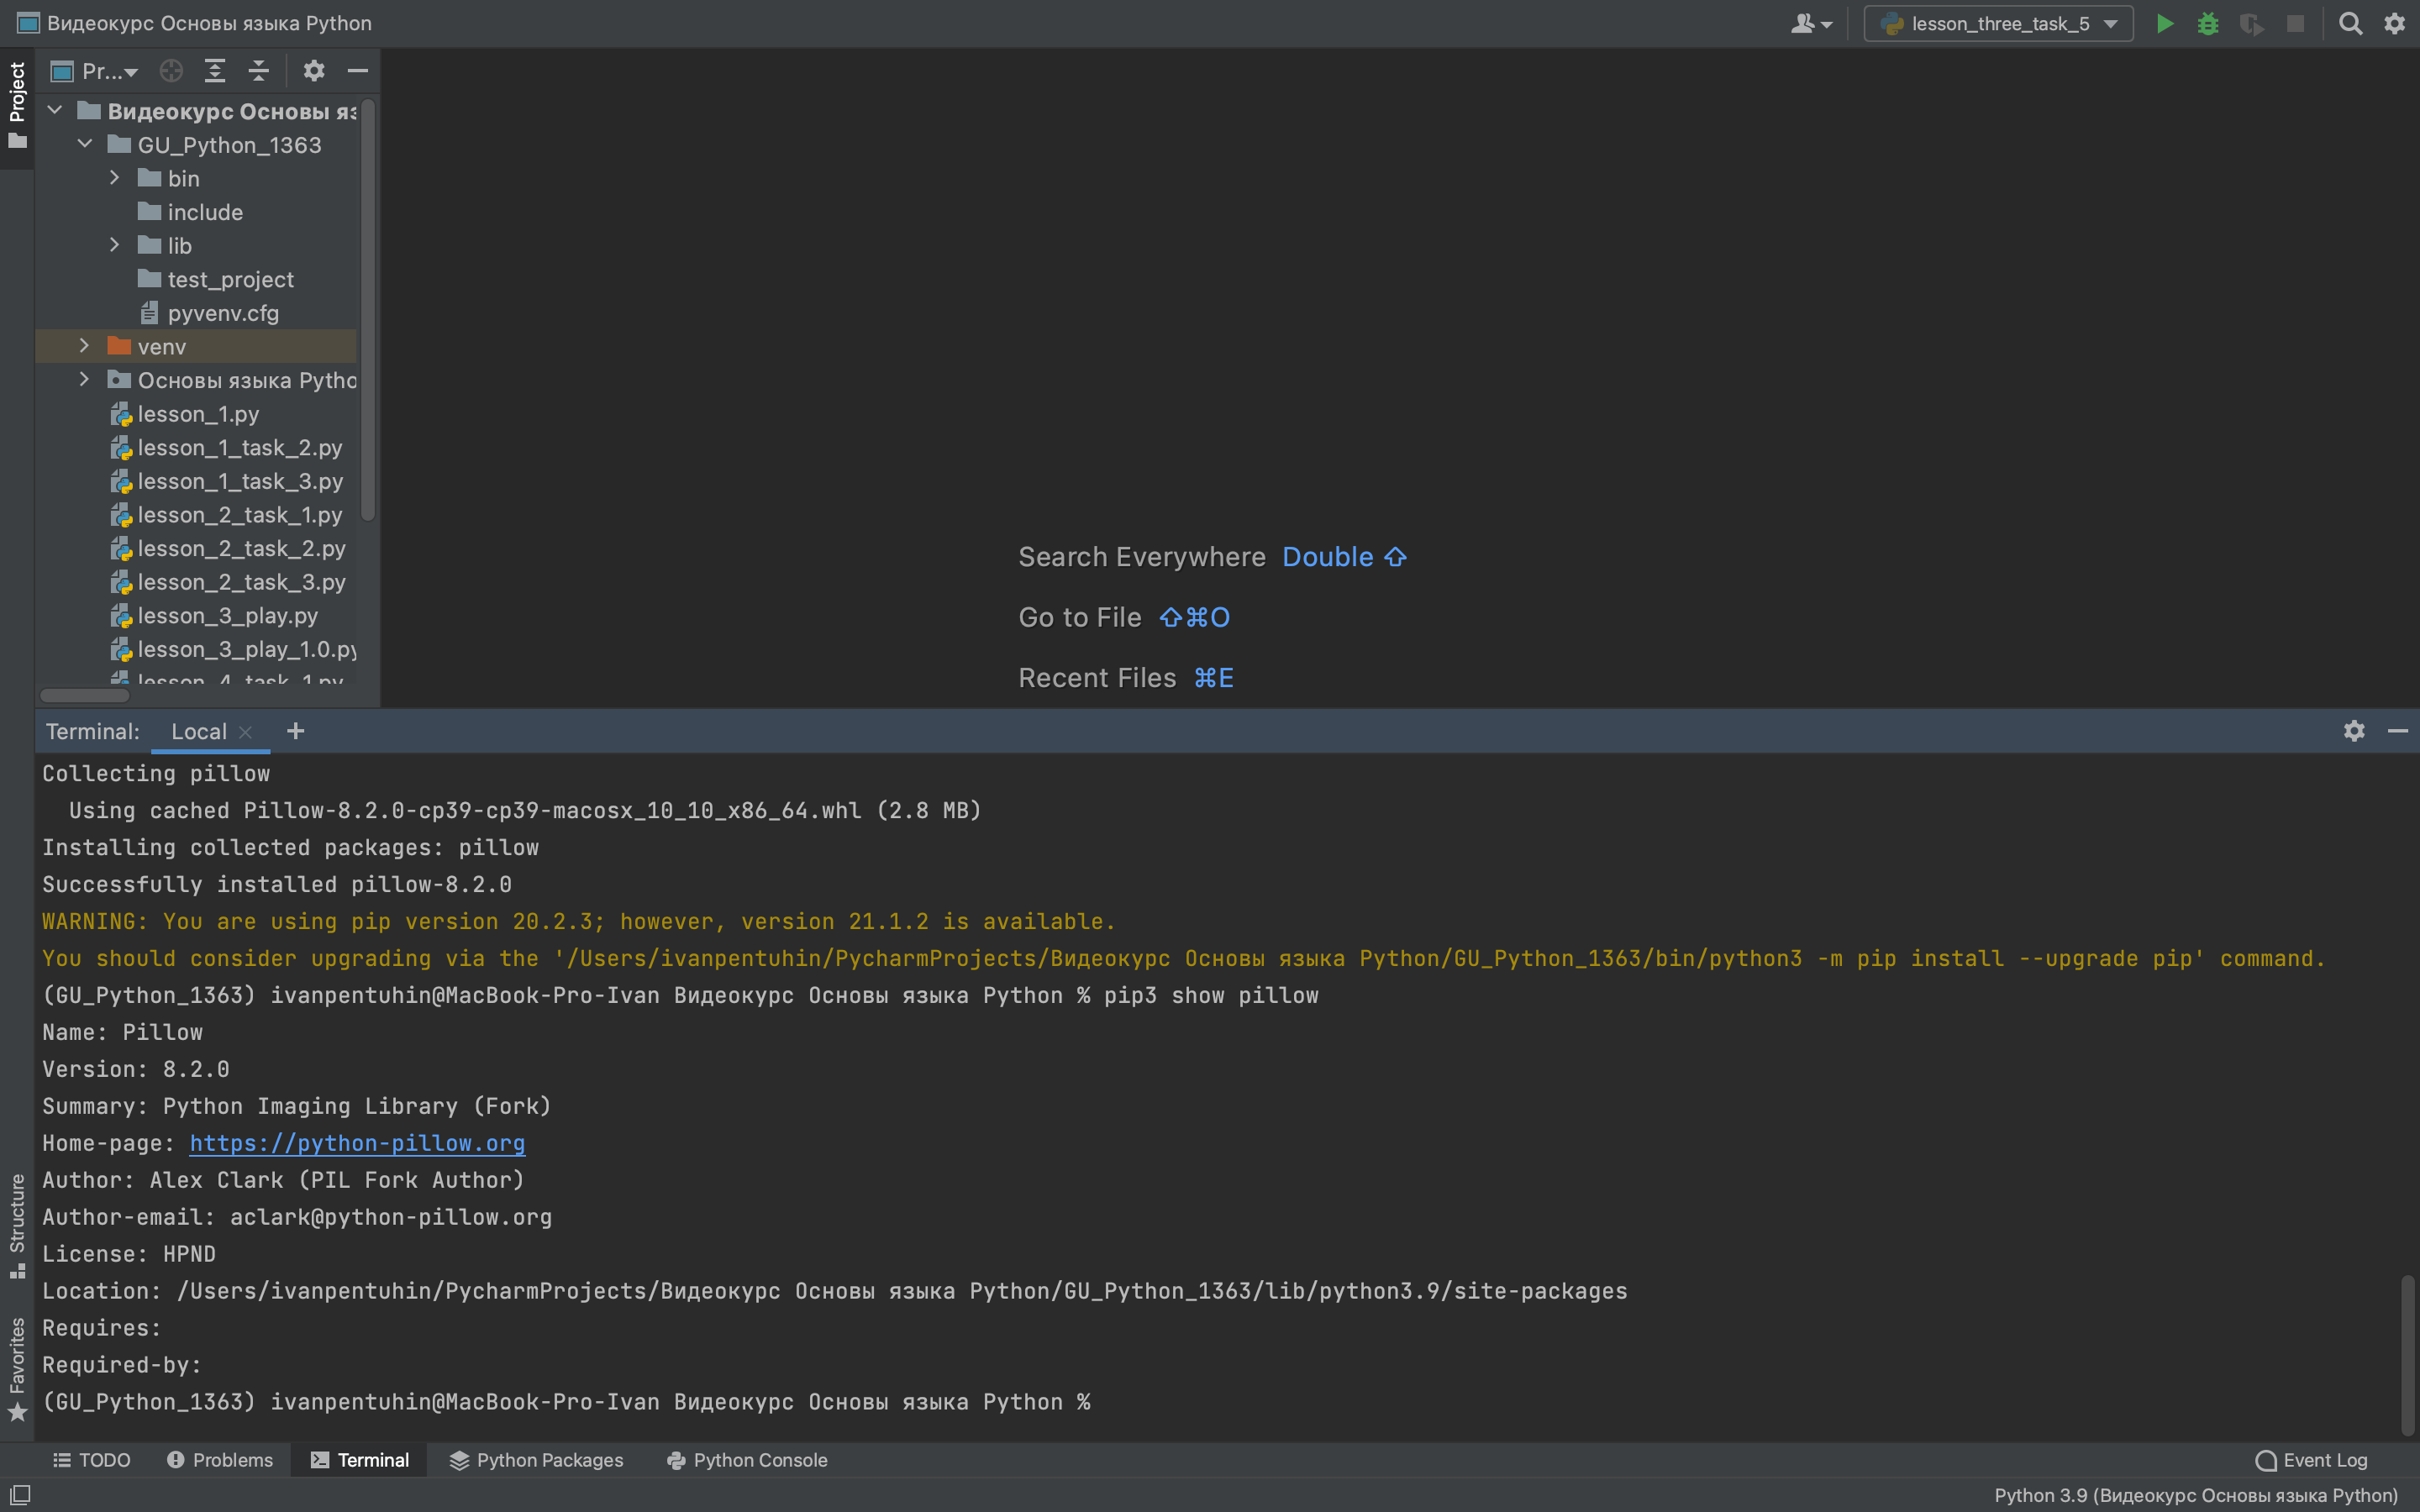 Видеокурс Основы языка Python
lesson_three_task_5
Project
Pr...
Видеокурс Основы яз
GU_Python_1363
bin
include
lib
test_project
pyvenv.cfg
venv
Основы языка Pytho
lesson_1.py
lesson_1_task_2.py
lesson_1_task_3.py
lesson_2_task_1.py
lesson_2_task_2.py
lesson_2_task_3.py
lesson_3_play.py
lesson_3_play_1.0.py
lesson_4_task_1.py
Search Everywhere Double ⇧
Go to File ⇧⌘O
Recent Files ⌘E
Terminal: Local × +
Collecting pillow
Using cached Pillow-8.2.0-cp39-cp39-macosx_10_10_x86_64.whl (2.8 MB)
Installing collected packages: pillow
Successfully installed pillow-8.2.0
WARNING: You are using pip version 20.2.3; however, version 21.1.2 is available.
You should consider upgrading via the '/Users/ivanpentuhin/PycharmProjects/Видеокурс Основы языка Python/GU_Python_1363/bin/python3 -m pip install --upgrade pip' command.
(GU_Python_1363) ivanpentuhin@MacBook-Pro-Ivan Видеокурс Основы языка Python % pip3 show pillow
Name: Pillow
Version: 8.2.0
Summary: Python Imaging Library (Fork)
Home-page: https://python-pillow.org
Author: Alex Clark (PIL Fork Author)
Author-email: aclark@python-pillow.org
License: HPND
Location: /Users/ivanpentuhin/PycharmProjects/Видеокурс Основы языка Python/GU_Python_1363/lib/python3.9/site-packages
Requires:
Required-by:
(GU_Python_1363) ivanpentuhin@MacBook-Pro-Ivan Видеокурс Основы языка Python %
Structure
Favorites
TODO Problems Terminal Python Packages Python Console Event Log
Python 3.9 (Видеокурс Основы языка Python)